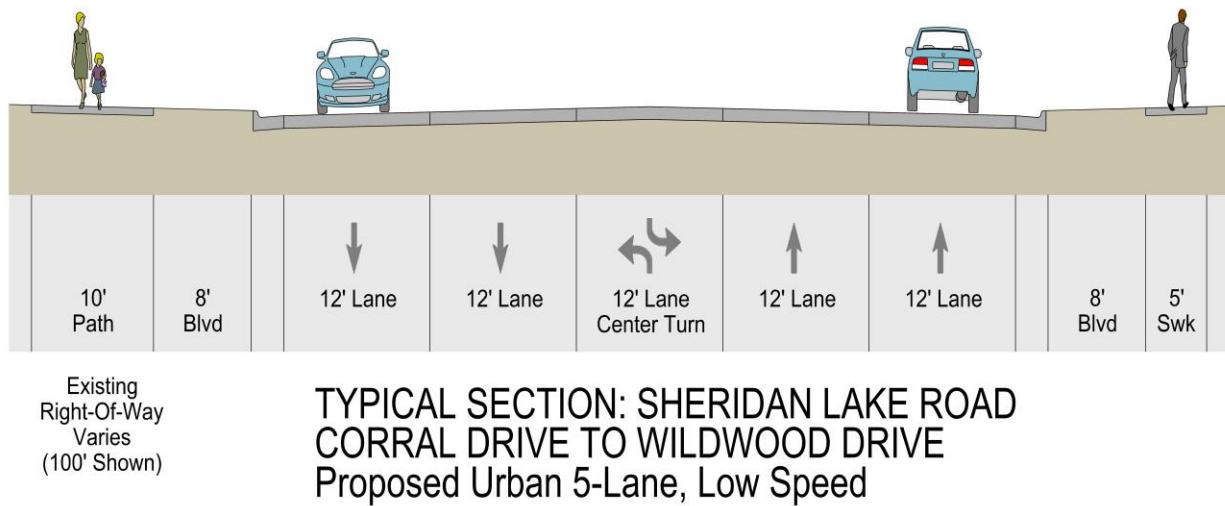 10'
Path
8'
Blvd
12' Lane
12' Lane
12' Lane
Center Turn
12' Lane
12' Lane
8'
Blvd
5'
Swk
Existing
Right-Of-Way
Varies
(100' Shown)
TYPICAL SECTION: SHERIDAN LAKE ROAD
CORRAL DRIVE TO WILDWOOD DRIVE
Proposed Urban 5-Lane, Low Speed